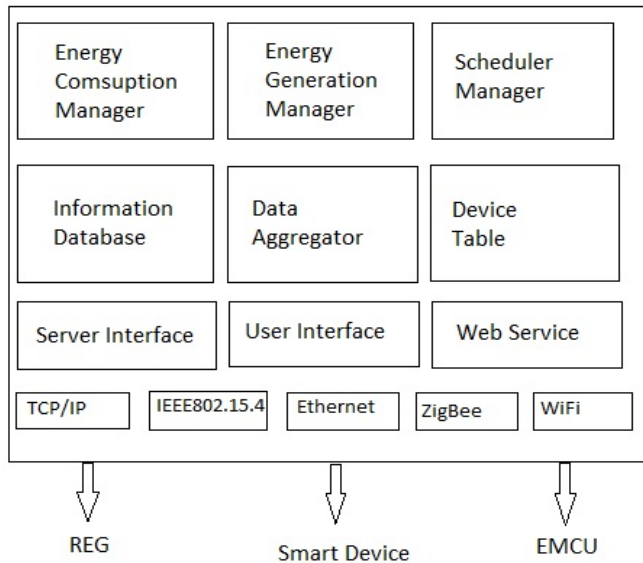 Energy
Comsuption
Manager
Energy
Generation
Manager
Scheduler
Manager
Information
Database
Data
Aggregator
Device
Table
Server Interface
User Interface
Web Service
TCP/IP
IEEE802.15.4
Ethernet
ZigBee
WiFi
REG
Smart Device
EMCU